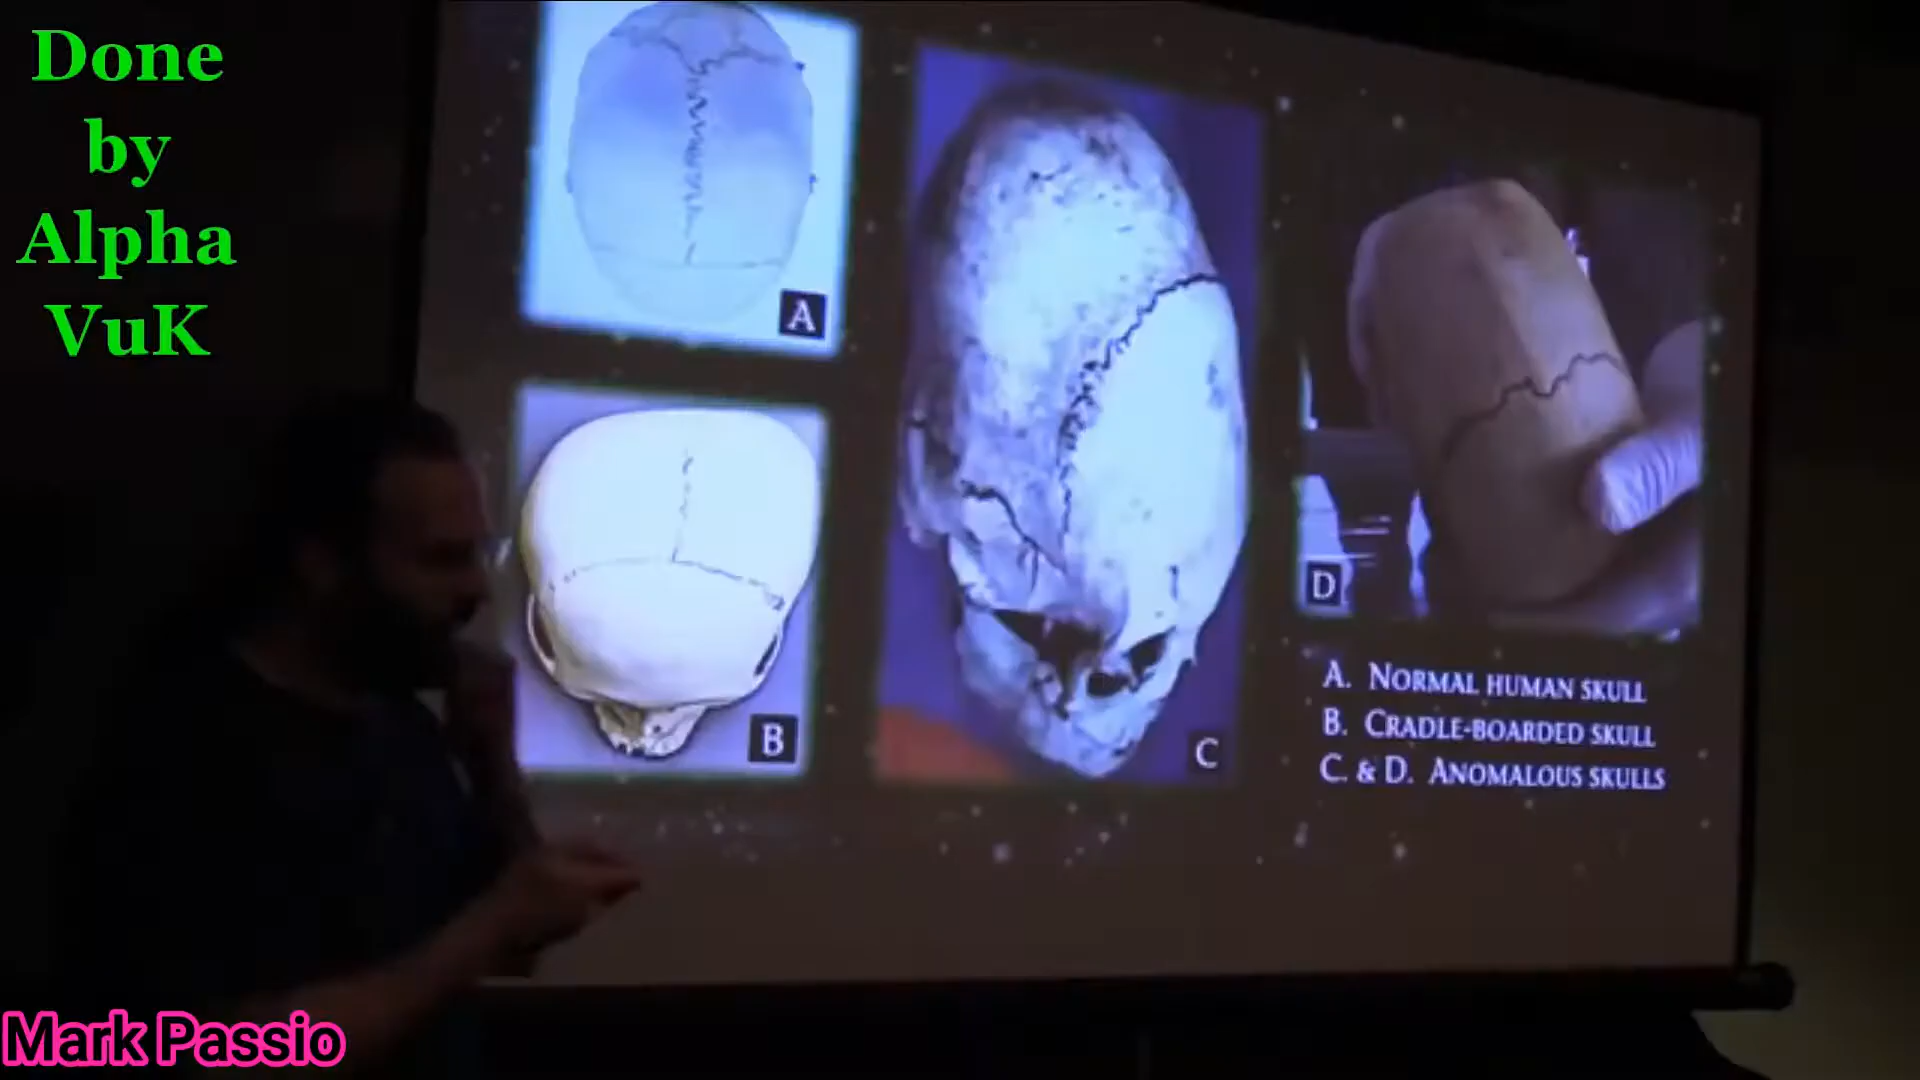 Done
by
Alpha
VuK
A
B
C
D
A. NORMAL HUMAN SKULL
B. CRADLE-BOARDED SKULL
C. & D. ANOMALOUS SKULLS
Mark Passio